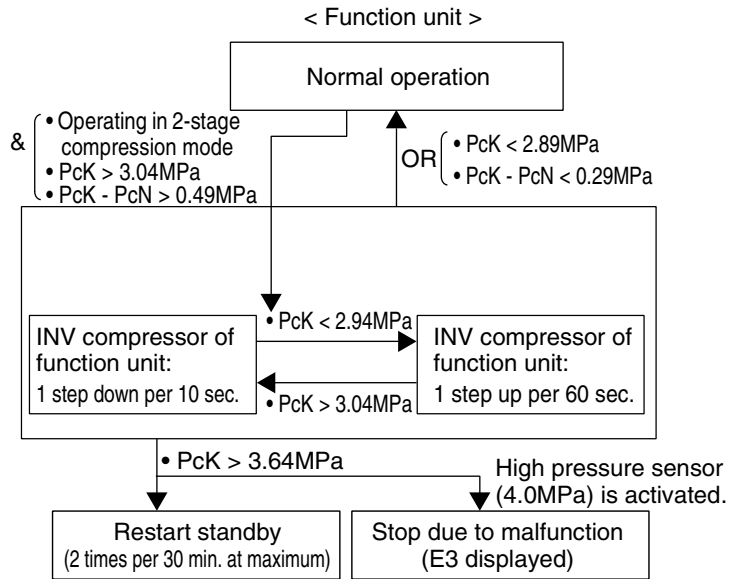 < Function unit >
Normal operation
&
• Operating in 2-stage
compression mode
• PcK > 3.04MPa
• PcK - PcN > 0.49MPa
OR
• PcK < 2.89MPa
• PcK - PcN < 0.29MPa
INV compressor of
function unit:
1 step down per 10 sec.
• PcK < 2.94MPa
• PcK > 3.04MPa
INV compressor of
function unit:
1 step up per 60 sec.
• PcK > 3.64MPa
High pressure sensor
(4.0MPa) is activated.
Restart standby
(2 times per 30 min. at maximum)
Stop due to malfunction
(E3 displayed)